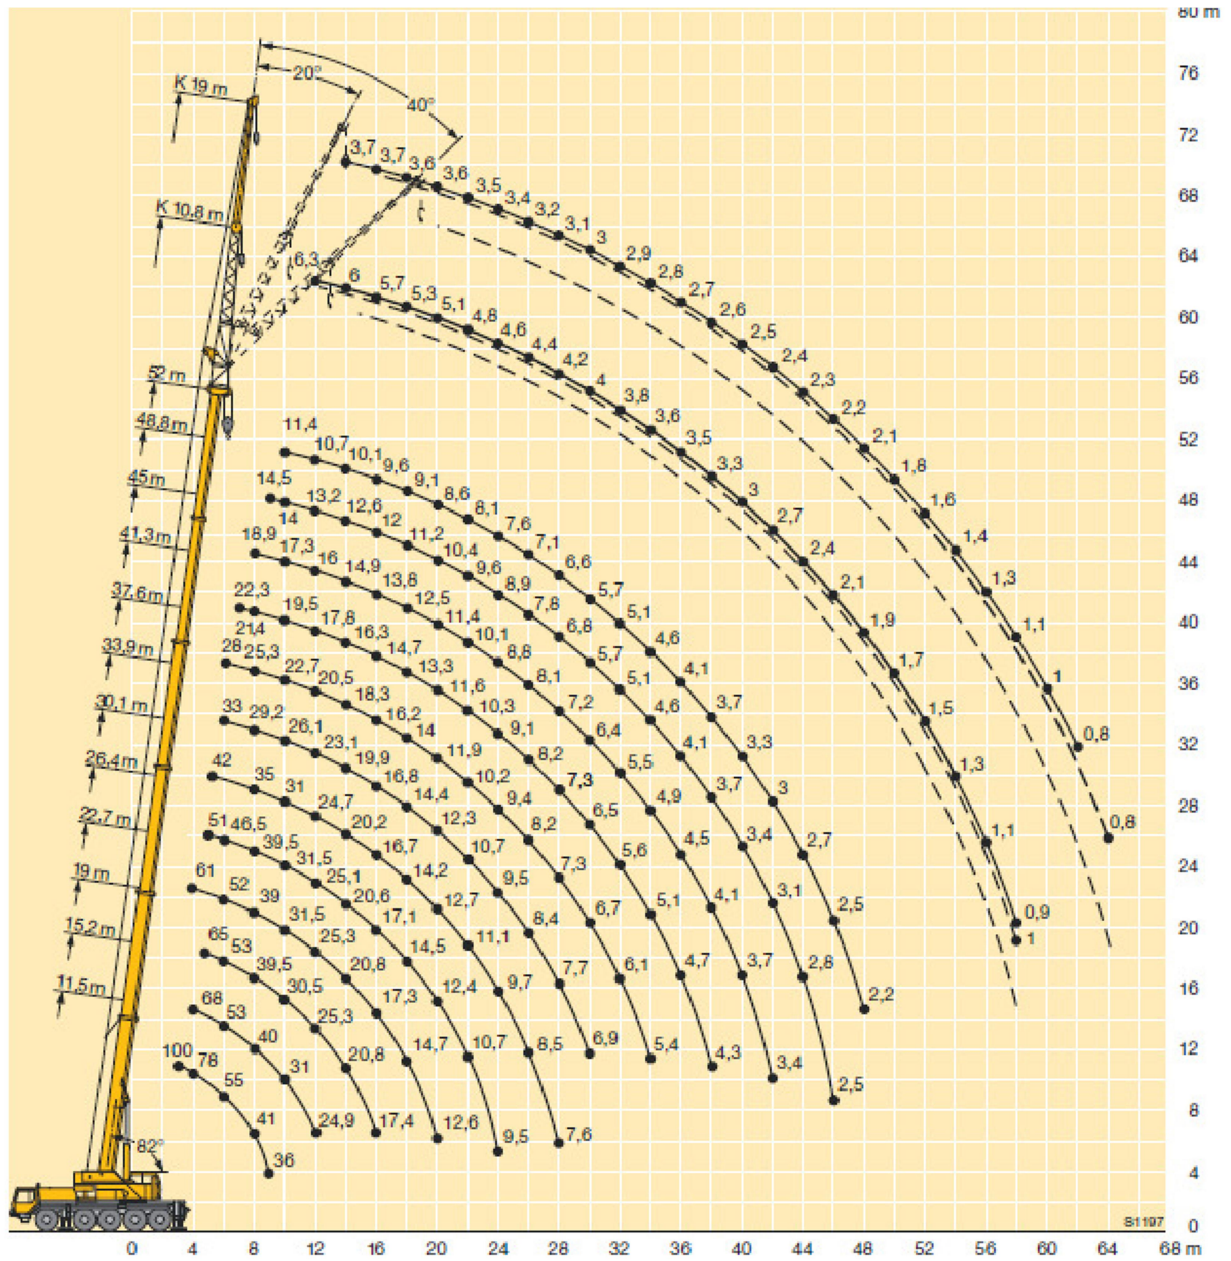 80 m
76
72
68
64
60
56
52
48
44
40
36
32
28
24
20
16
12
8
4
0
20°
40°
K 19 m
K 10,8 m
52 m
48,8 m
45 m
41,3 m
37,6 m
33,9 m
30,1 m
26,4 m
22,7 m
19 m
15,2 m
11,5 m
82°
3,7 3,7 3,6 3,6 3,5 3,4 3,2 3,1 3 2,9 2,8 2,7 2,6 2,5 2,4 2,3 2,2 2,1 1,8 1,6 1,4 1,3 1,1 1 0,8
0,8
6,3 6 5,7 5,3 5,1 4,8 4,6 4,4 4,2 4 3,8 3,6 3,5 3,3 3 2,7 2,4 2,1 1,9 1,7 1,5 1,3 1,1 0,9
1
11,4 10,7 10,1 9,6 9,1 8,6 8,1 7,6 7,1 6,6 5,7 5,1 4,6 4,1 3,7 3,3 3 2,7 2,5 2,2
14,5 14 13,2 12,6 12 11,2 10,4 9,6 8,9 7,8 6,8 5,7 5,1 4,6 4,1 3,7 3,4 3,1 2,8 2,5
18,9 17,3 16 14,9 13,8 12,5 11,4 10,1 8,8 8,1 7,2 6,4 5,5 4,9 4,5 4,1 3,7 3,4
22,3 21,4 19,5 17,8 16,3 14,7 13,3 11,6 10,3 9,1 8,2 7,3 6,5 5,6 5,1 4,7 4,3
28 25,3 22,7 20,5 18,3 16,2 14 11,9 10,2 9,4 8,2 7,3 6,7 6,1 5,4
33 29,2 26,1 23,1 19,9 16,8 14,4 12,3 10,7 9,5 8,4 7,7 6,9
42 35 31 24,7 20,2 16,7 14,2 12,7 11,1 9,7 8,5 7,6
51 46,5 39,5 31,5 25,1 20,6 17,1 14,5 12,4 10,7 9,5
61 52 39 31,5 25,3 20,8 17,3 14,7 12,6
65 53 39,5 30,5 25,3 20,8 17,4
68 53 40 31 24,9
100 78 55 41 36
S1197
0 4 8 12 16 20 24 28 32 36 40 44 48 52 56 60 64 68 m